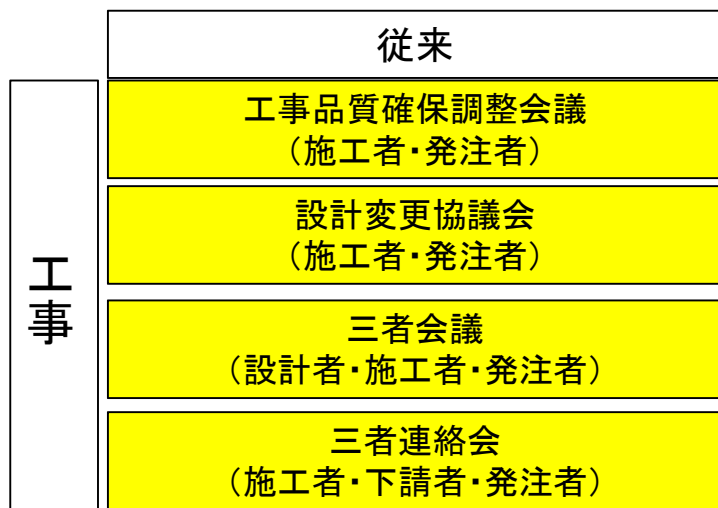 従来
工事
工事品質確保調整会議
（施工者・発注者）
設計変更協議会
（施工者・発注者）
三者会議
（設計者・施工者・発注者）
三者連絡会
（施工者・下請者・発注者）